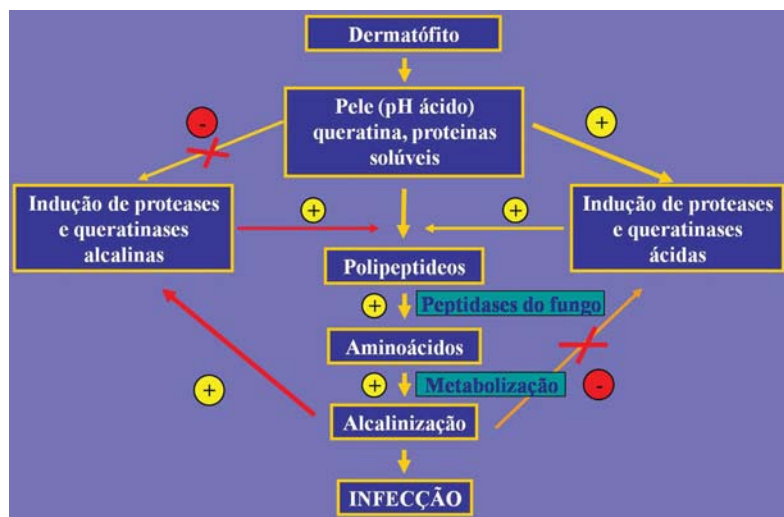 Dermatófito
Pele (pH ácido)
queratina, proteinas
solúveis
-
+
Indução de proteases
e queratinases
alcalinas
+
+
Indução de proteases
e queratinases
ácidas
Polipeptideos
+
Peptidases do fungo
Aminoácidos
+
Metabolização
+
-
Alcalinização
INFECÇÃO